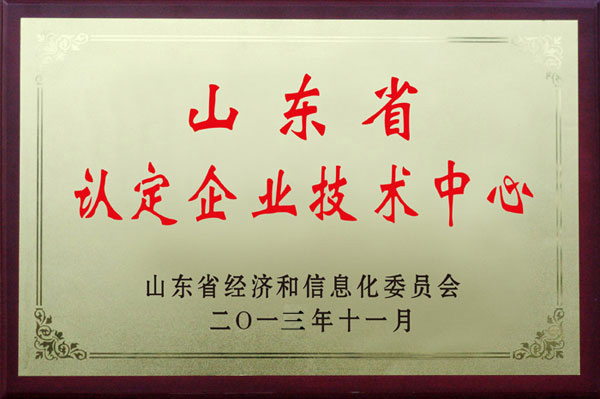 山东省
认定企业技术中心
山东省经济和信息化委员会
二〇一三年十一月